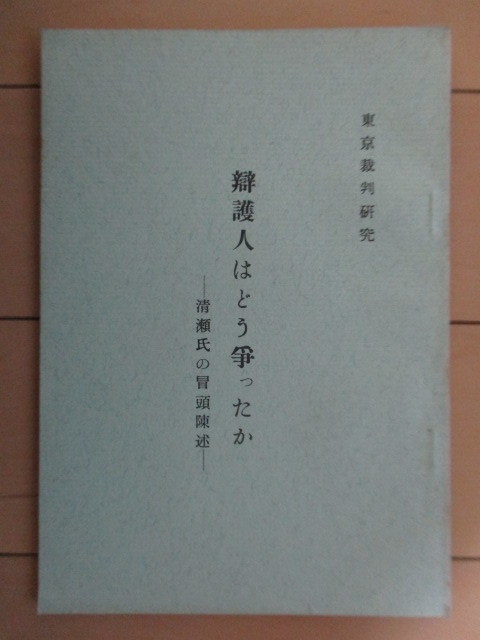 東京裁判研究
辯護人はどう爭ったか
―清瀬氏の冒頭陳述―